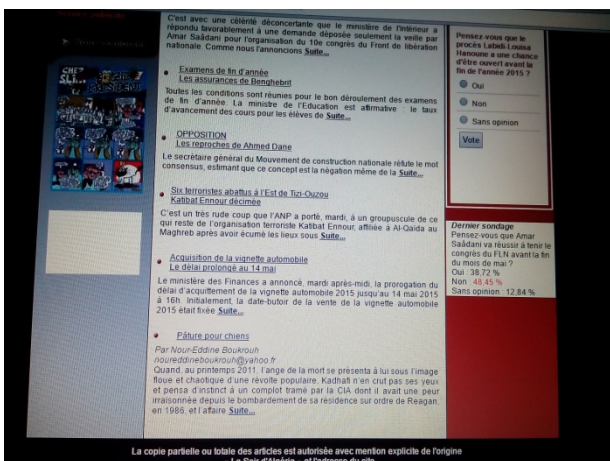 C'est avec une célérité déconcertante que le ministère de l'Intérieur a
répondu favorablement à une demande déposée seulement la veille par
Amar Saâdani pour l'organisation du 10e congrès du Front de libération
nationale. Comme nous l'annoncions Suite...
Examens de fin d'année
Les assurances de Benghebrit
Toutes les conditions sont réunies pour le bon déroulement des examens
de fin d'année. La ministre de l'Education est affirmative : le taux
d'avancement des cours pour les élèves de Suite...
OPPOSITION
Les reproches de Ahmed Dane
Le secrétaire général du Mouvement de construction nationale réfute le mot
consensus, estimant que ce concept est la négation même de la Suite...
Six terroristes abattus à l'Est de Tizi-Ouzou
Katibat Ennour décimée
C'est un très rude coup que l'ANP a porté, mardi, à un groupuscule de ce
qui reste de l'organisation terroriste Katibat Ennour, affiliée à Al-Qaïda au
Maghreb après avoir écumé les lieux sous Suite...
Acquisition de la vignette automobile
Le délai prolongé au 14 mai
Le ministère des Finances a annoncé, mardi après-midi, la prorogation du
délai d'acquittement de la vignette automobile 2015 jusqu'au 14 mai 2015
à 16h. Initialement, la date-butoir de la vente de la vignette automobile
2015 était fixée Suite...
Pâture pour chiens
Par Nour-Eddine Boukrouh
noureddineboukrouh@yahoo.fr
Quand, au printemps 2011, l'ange de la mort se présenta à lui sous l'image
floue et chaotique d'une révolte populaire, Kadhafi n'en crut pas ses yeux
et pensa d'instinct à un complot tramé par la CIA dont il avait une peur
irraisonnée depuis le bombardement de sa résidence sur ordre de Reagan,
en 1986, et l'affaire Suite...
Pensez-vous que le
procès Labidi Louisa
Hanoune a une chance
d'être ouvert avant la
fin de l'année 2015 ?
Oui
Non
Sans opinion
Vote
Dernier sondage
Pensez-vous que Amar
Saâdani va réussir à tenir le
congrès du FLN avant la fin
du mois de mai ?
Oui : 38,72 %
Non : 48,45 %
Sans opinion : 12,84 %
La copie partielle ou totale des articles est autorisée avec mention explicite de l'origine
Le Soir d'Algérie - et l'adresse du site